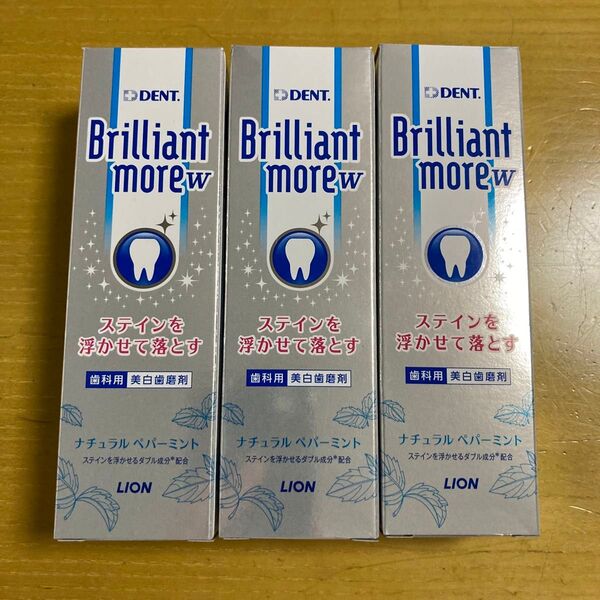 DENT.
Brilliant
more W
ステインを
浮かせて落とす
歯科用 美白歯磨剤
ナチュラル ペパーミント
ステインを浮かせるダブル成分※配合
LION
DENT.
Brilliant
more W
ステインを
浮かせて落とす
歯科用 美白歯磨剤
ナチュラル ペパーミント
ステインを浮かせるダブル成分※配合
LION
DENT.
Brilliant
more W
ステインを
浮かせて落とす
歯科用 美白歯磨剤
ナチュラル ペパーミント
ステインを浮かせるダブル成分※配合
LION